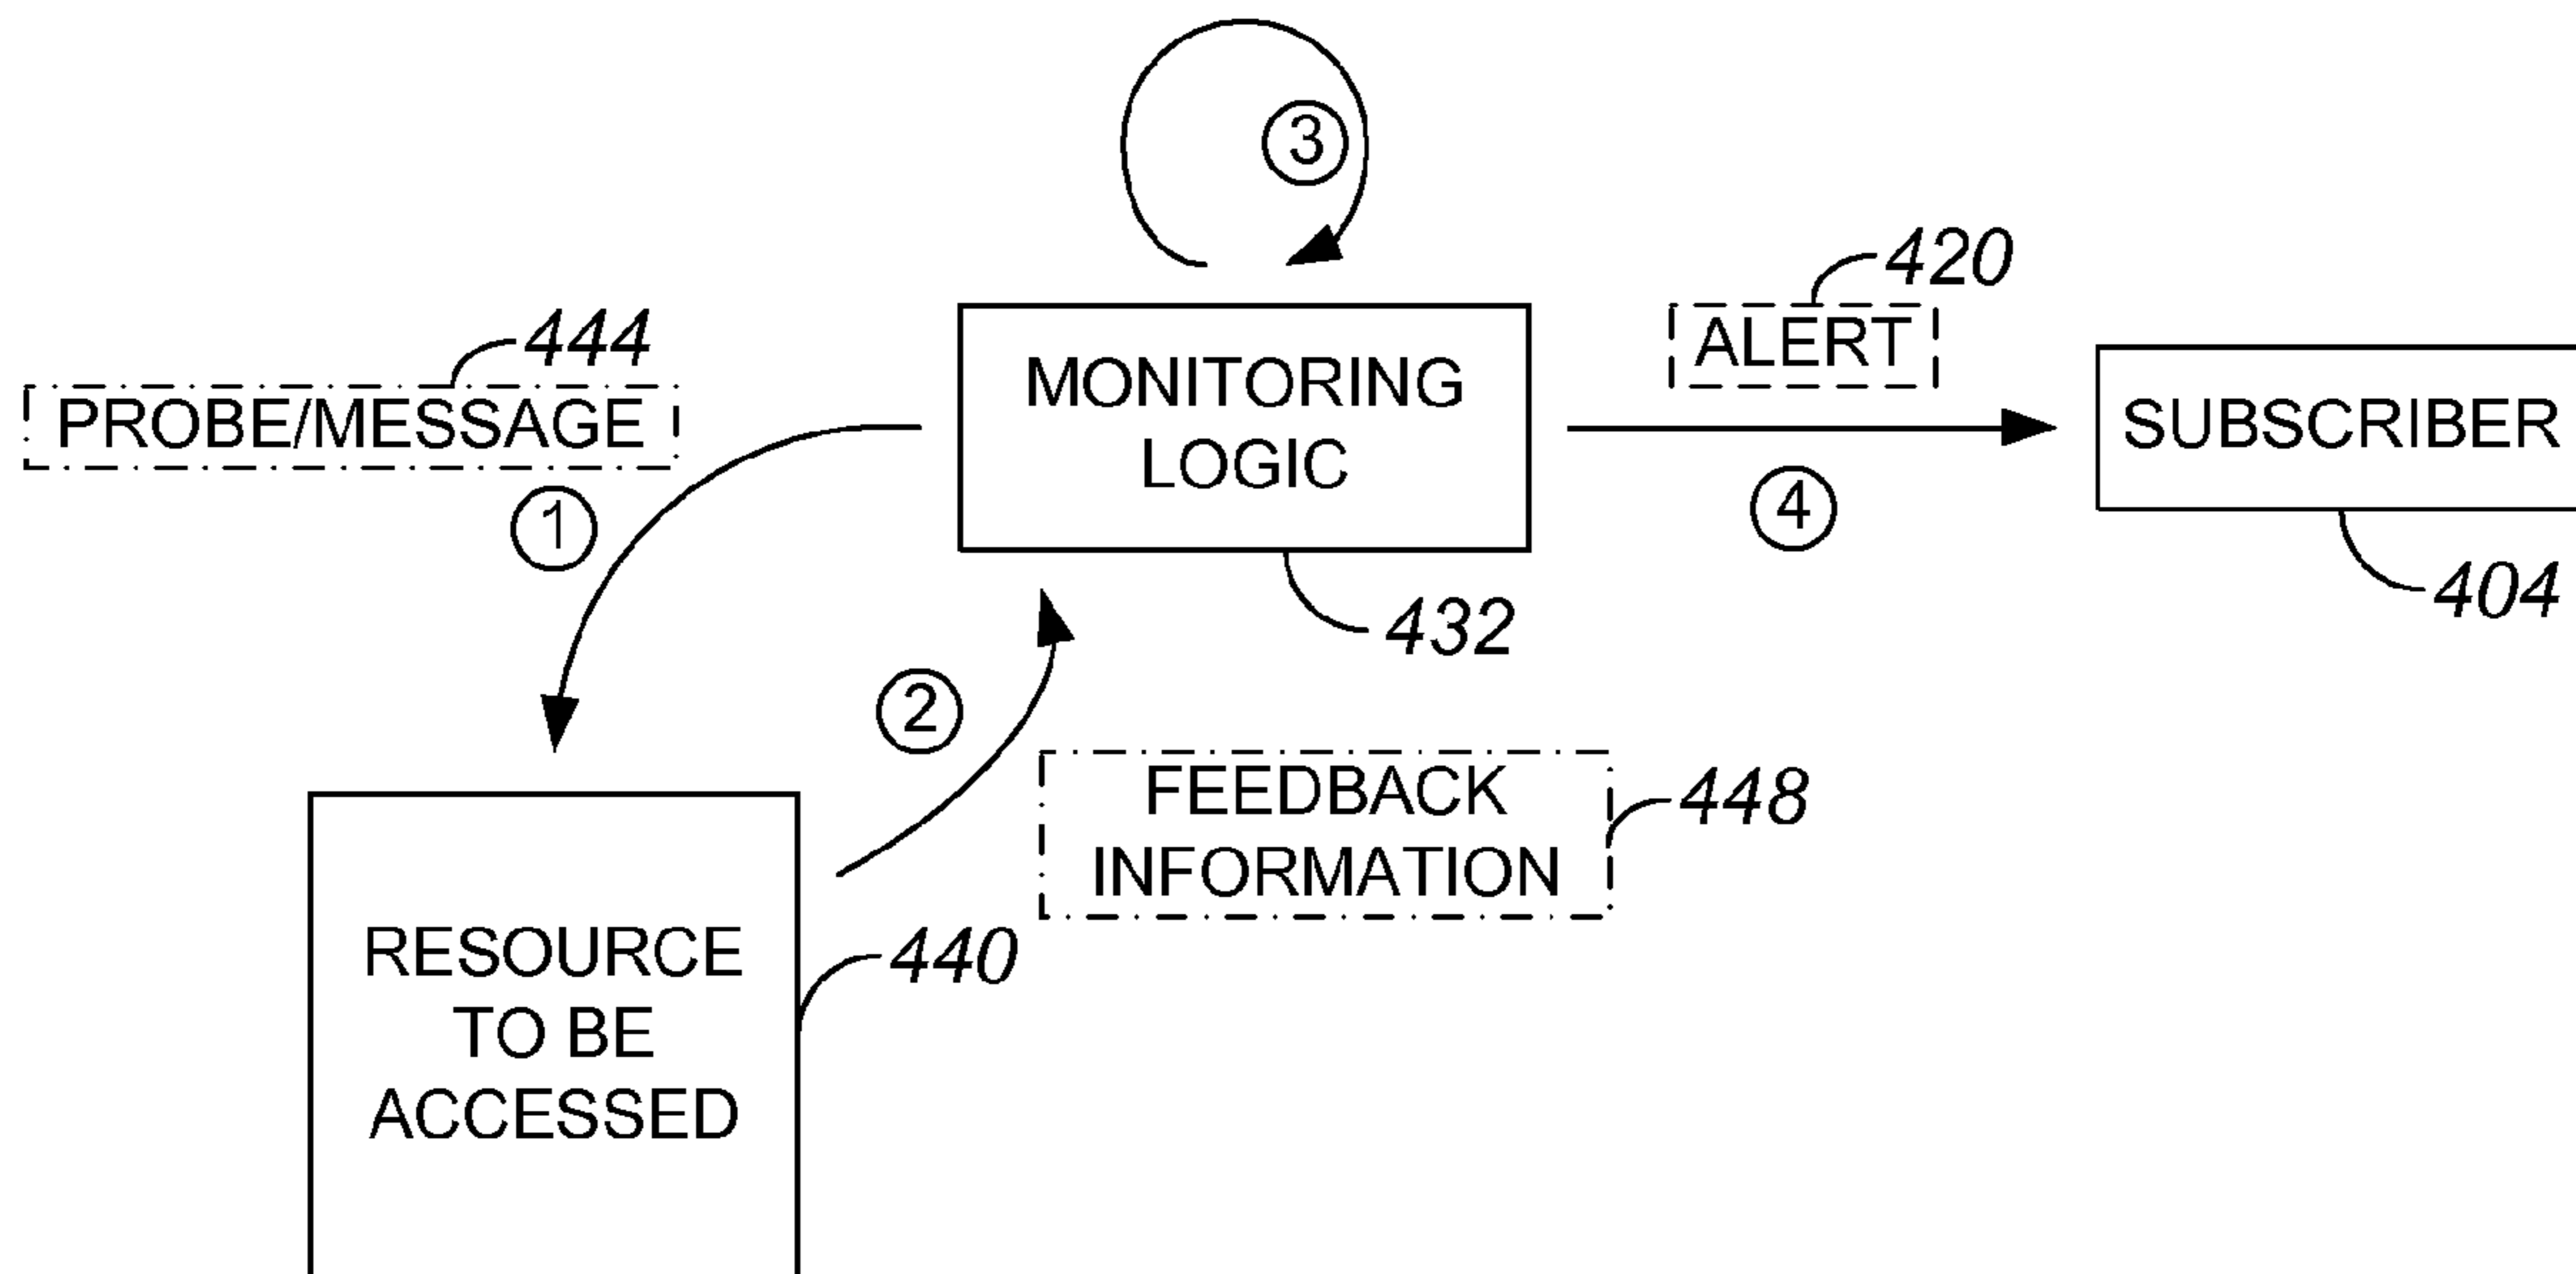 3
420
444
ALERT
PROBE/MESSAGE
MONITORING
LOGIC
SUBSCRIBER
1
4
404
432
2
FEEDBACK
INFORMATION
448
440
RESOURCE
TO BE
ACCESSED